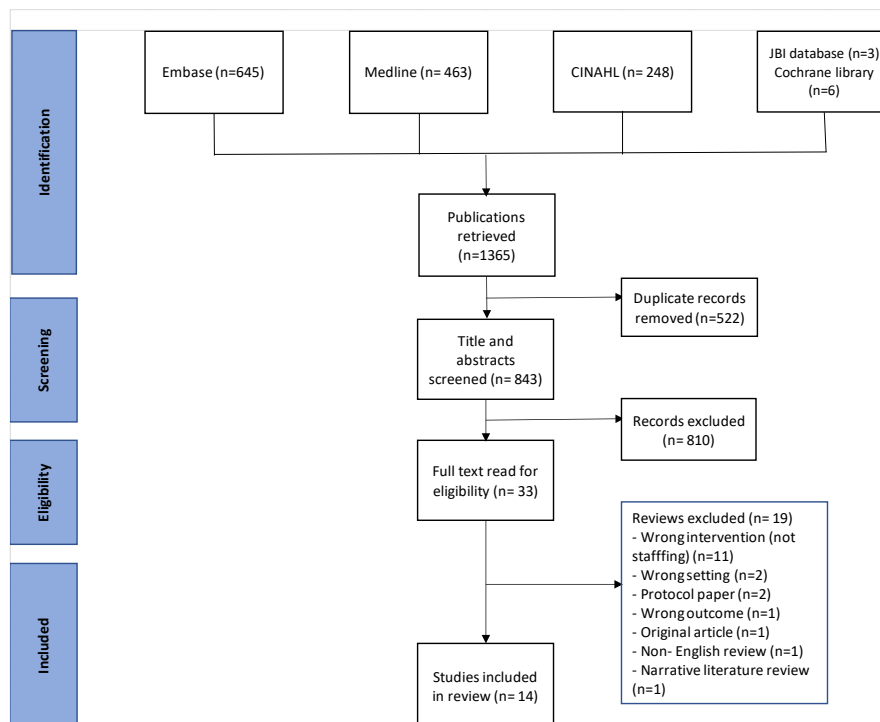 Identification
Embase (n=645)
Medline (n= 463)
CINAHL (n= 248)
JBI database (n=3)
Cochrane library
(n=6)
Publications
retrieved
(n=1365)
Duplicate records
removed (n=522)
Screening
Title and
abstracts
screened (n= 843)
Records excluded
(n= 810)
Eligibility
Full text read for
eligibility (n= 33)
Reviews excluded (n= 19)
- Wrong intervention (not
stafffing) (n=11)
- Wrong setting (n=2)
- Protocol paper (n=2)
- Wrong outcome (n=1)
- Original article (n=1)
- Non- English review (n=1)
- Narrative literature review
(n=1)
Included
Studies included
in review (n= 14)